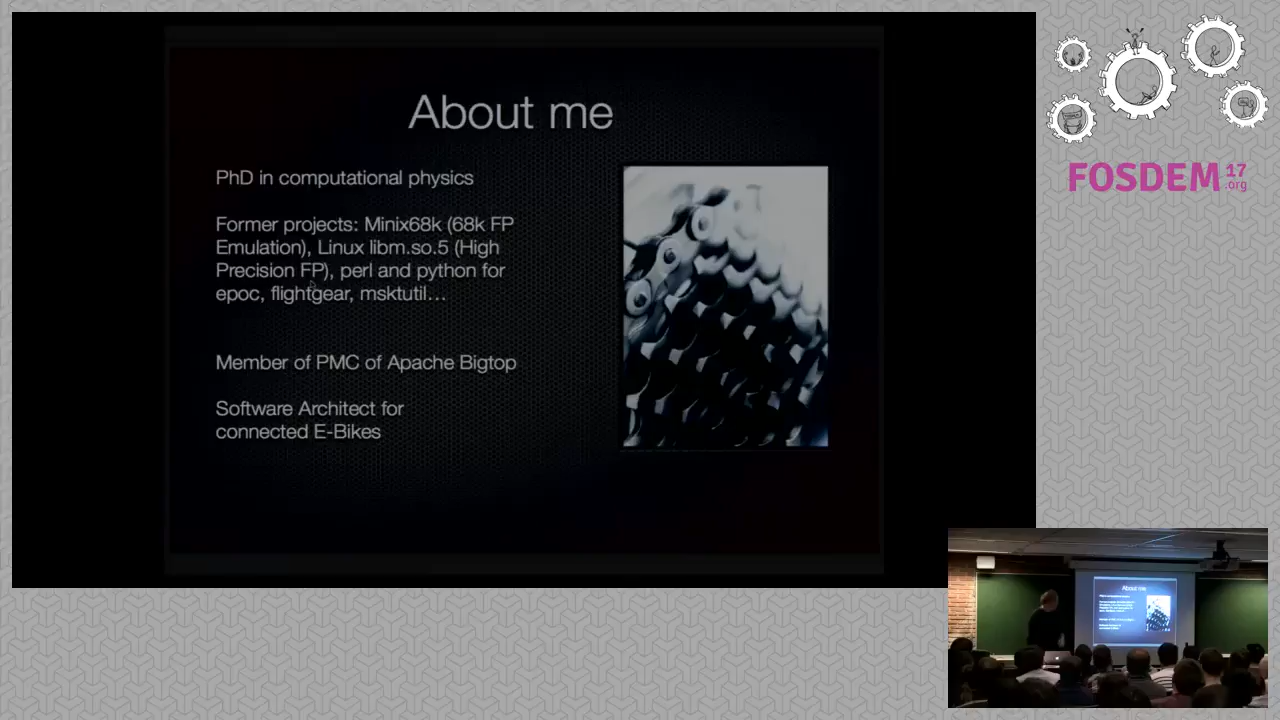 About me
PhD in computational physics
Former projects: Minix68k (68k FP
Emulation), Linux libm.so.5 (High
Precision FP), perl and python for
epoc, flightgear, msktutil…
Member of PMC of Apache Bigtop
Software Architect for
connected E-Bikes
FOSDEM 17
.org
About me